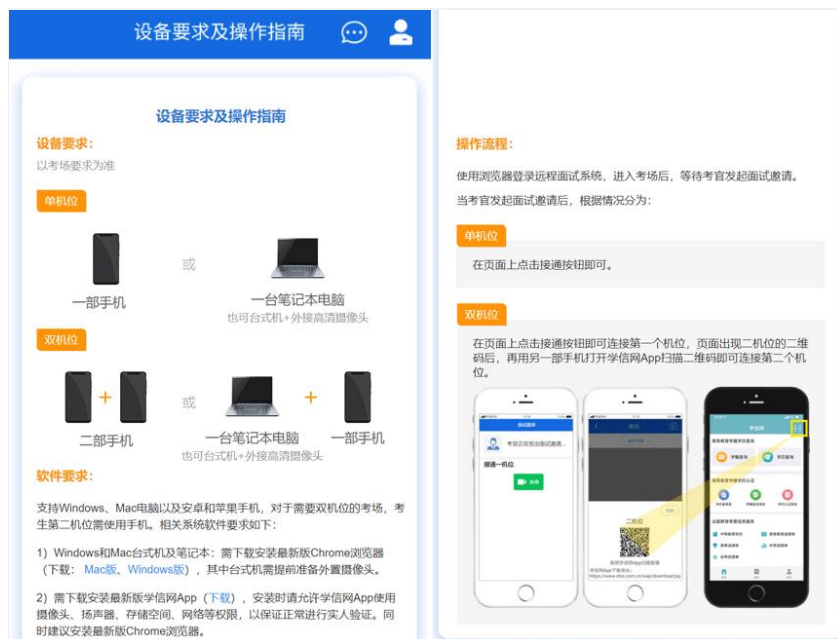 设备要求及操作指南
设备要求及操作指南
设备要求:
以考场要求为准
单机位
或
一部手机
一台笔记本电脑
也可台式机+外接高清摄像头
双机位
+
或
+
二部手机
一台笔记本电脑
一部手机
也可台式机+外接高清摄像头
软件要求:
支持Windows、Mac电脑以及安卓和苹果手机，对于需要双机位的考场，考
生第二机位需使用手机。相关系统软件要求如下：
1）Windows和Mac台式机及笔记本：需下载安装最新版Chrome浏览器
（下载： Mac版、Windows版），其中台式机需提前准备外置摄像头。
2）需下载安装最新版学信网App（下载），安装时请允许学信网App使用
摄像头、扬声器、存储空间、网络等权限，以保证正常进行实人验证。同
时建议安装最新版Chrome浏览器。
操作流程：
使用浏览器登录远程面试系统，进入考场后，等待考官发起面试邀请。
当考官发起面试邀请后，根据情况分为：
单机位
在页面上点击接通按钮即可。
双机位
在页面上点击接通按钮即可连接第一个机位，页面出现二机位的二维
码后，再用另一部手机打开学信网App扫描二维码即可连接第二个机
位。
考官正在发出面试邀请...
接通一机位
二机位
学信网